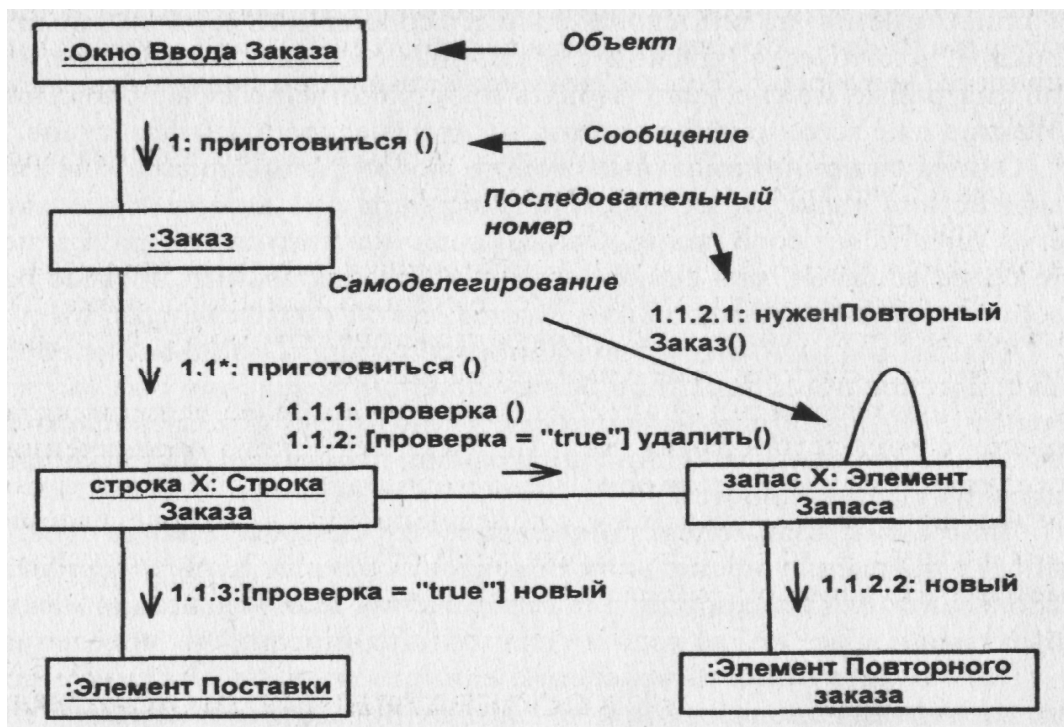 :Окно Ввода Заказа
Объект
1: приготовиться ()
Сообщение
Последовательный
номер
:Заказ
Самоделегирование
1.1.2.1: нуженПовторный
Заказ()
1.1*: приготовиться ()
1.1.1: проверка ()
1.1.2: [проверка = "true"] удалить()
строка X: Строка
Заказа
запас X: Элемент
Запаса
1.1.3:[проверка = "true"] новый
1.1.2.2: новый
:Элемент Поставки
:Элемент Повторного
заказа